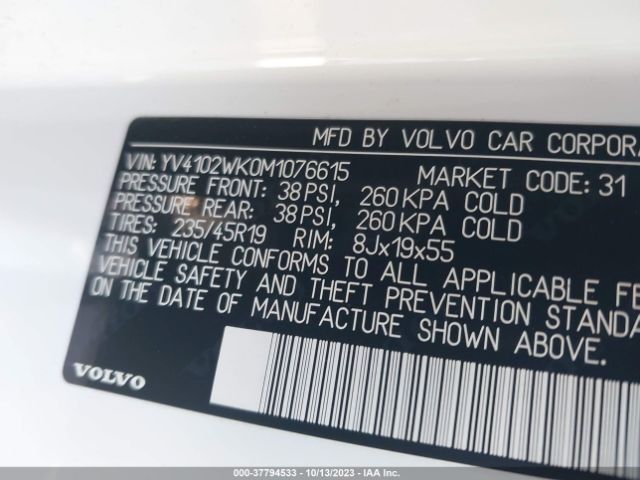 MFD BY VOLVO CAR CORPORA
VIN: YV4102WK0M1076615 MARKET CODE: 31
PRESSURE FRONT: 38 PSI, 260 KPA COLD
PRESSURE REAR: 38 PSI, 260 KPA COLD
TIRES: 235/45R19 RIM: 8Jx19x55
THIS VEHICLE CONFORMS TO ALL APPLICABLE FE
VEHICLE SAFETY AND THEFT PREVENTION STANDA
ON THE DATE OF MANUFACTURE SHOWN ABOVE.
VOLVO
000-37794533 - 10/13/2023 - IAA Inc.